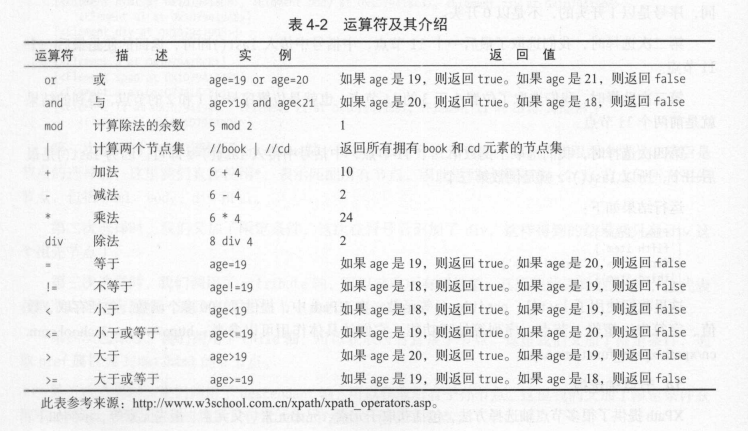 表 4-2 运算符及其介绍
运算符 描 述 实 例 返 回 值
or 或 age=19 or age=20 如果 age 是 19，则返回 true。如果 age 是 21，则返回 false
and 与 age>19 and age<21 如果 age 是 20，则返回 true。如果 age 是 18，则返回 false
mod 计算除法的余数 5 mod 2 1
| 计算两个节点集 //book | //cd 返回所有拥有 book 和 cd 元素的节点集
+ 加法 6 + 4 10
- 减法 6 - 4 2
* 乘法 6 * 4 24
div 除法 8 div 4 2
= 等于 age=19 如果 age 是 19，则返回 true。如果 age 是 20，则返回 false
!= 不等于 age!=19 如果 age 是 18，则返回 true。如果 age 是 19，则返回 false
< 小于 age<19 如果 age 是 18，则返回 true。如果 age 是 19，则返回 false
<= 小于或等于 age<=19 如果 age 是 19，则返回 true。如果 age 是 20，则返回 false
> 大于 age>19 如果 age 是 20，则返回 true。如果 age 是 19，则返回 false
>= 大于或等于 age>=19 如果 age 是 19，则返回 true。如果 age 是 18，则返回 false
此表参考来源：http://www.w3school.com.cn/xpath/xpath_operators.asp。